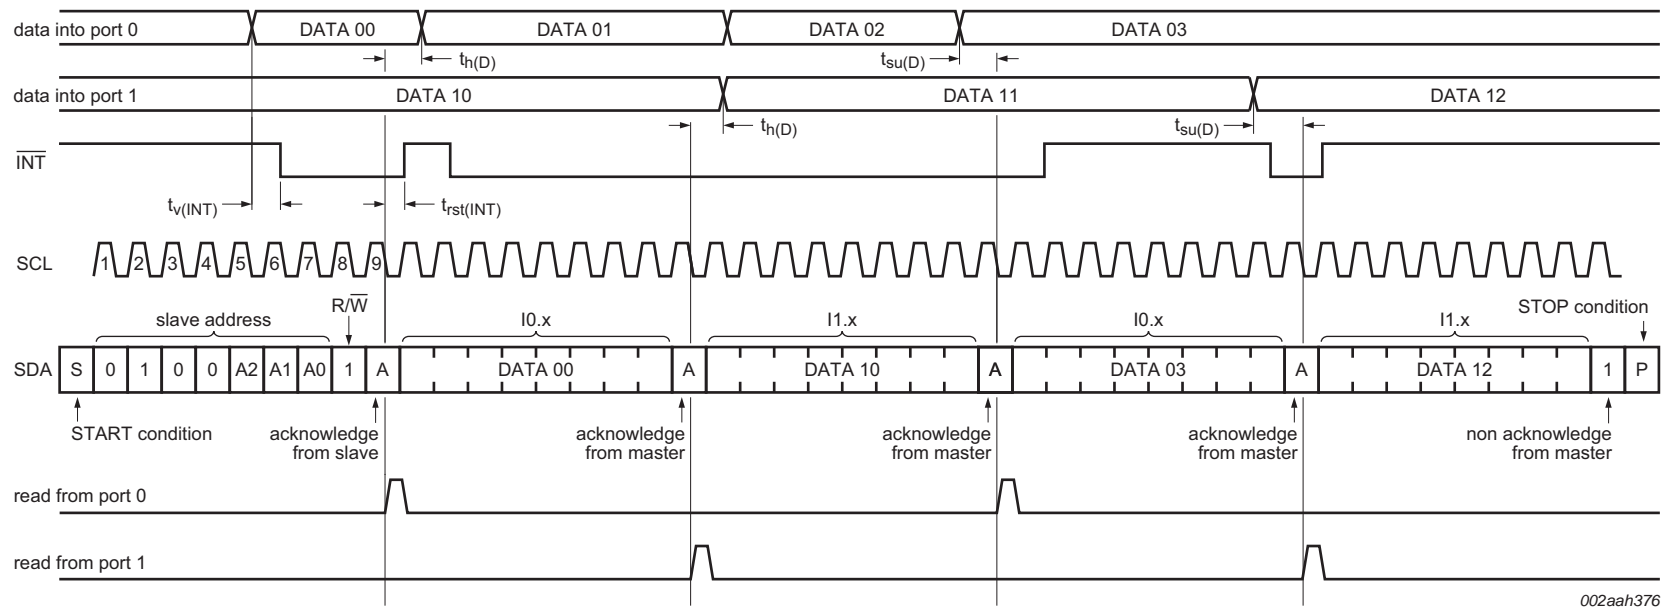 data into port 0 DATA 00 DATA 01 DATA 02 DATA 03
th(D) tsu(D)
data into port 1 DATA 10 DATA 11 DATA 12
th(D) tsu(D)
INT
tv(INT) trst(INT)
SCL 1 2 3 4 5 6 7 8 9
R/W STOP condition
slave address I0.x I1.x I0.x I1.x
SDA S 0 1 0 0 A2 A1 A0 1 A DATA 00 A DATA 10 A DATA 03 A DATA 12 1 P
START condition acknowledge acknowledge acknowledge acknowledge non acknowledge
from slave from master from master from master from master
read from port 0
read from port 1
002aah376